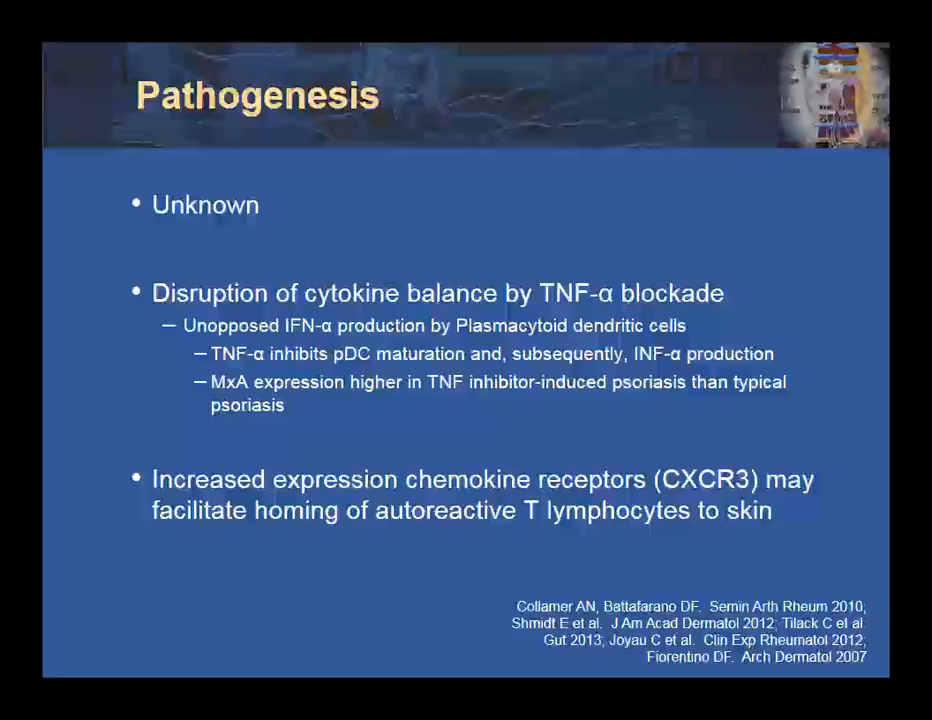 Pathogenesis
• Unknown
• Disruption of cytokine balance by TNF-α blockade
– Unopposed IFN-α production by Plasmacytoid dendritic cells
– TNF-α inhibits pDC maturation and, subsequently, INF-α production
– MxA expression higher in TNF inhibitor-induced psoriasis than typical
psoriasis
• Increased expression chemokine receptors (CXCR3) may
facilitate homing of autoreactive T lymphocytes to skin
Collamer AN, Battafarano DF. Semin Arth Rheum 2010;
Shmidt E et al. J Am Acad Dermatol 2012; Tilack C et al.
Gut 2013; Joyau C et al. Clin Exp Rheumatol 2012;
Fiorentino DF. Arch Dermatol 2007